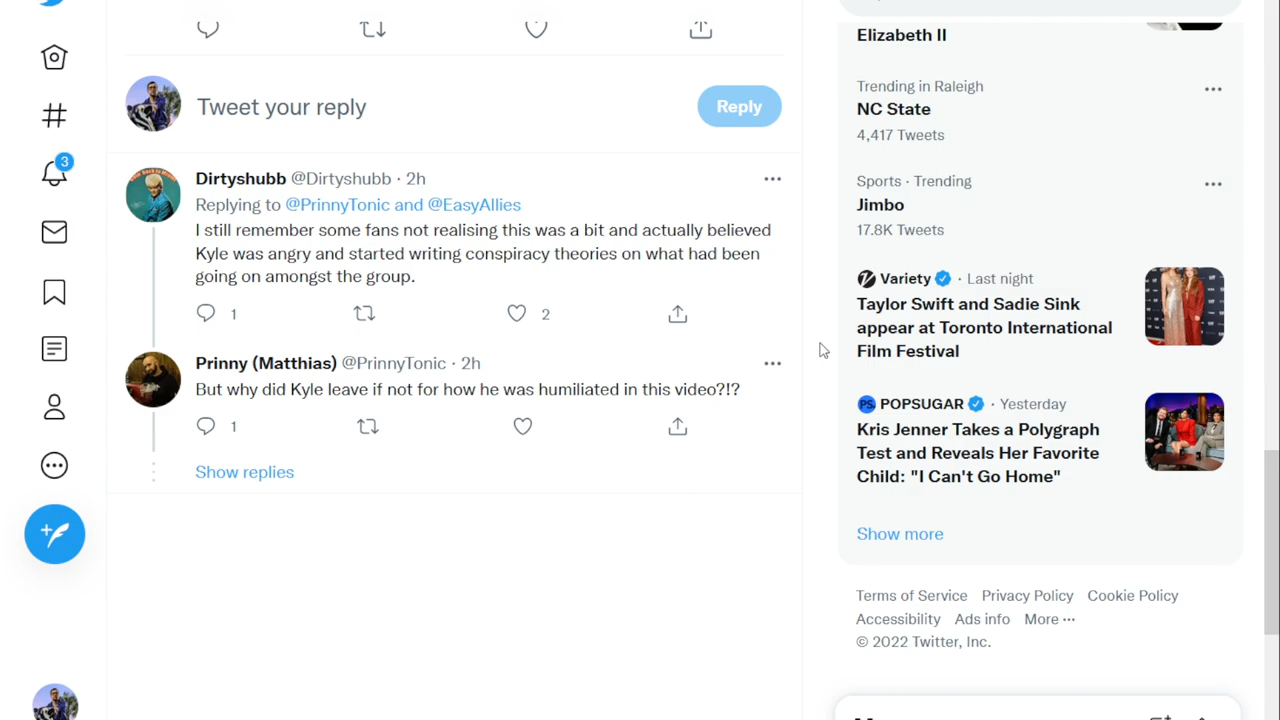 3
Tweet your reply
Reply
Dirtyshubb @Dirtyshubb · 2h
Replying to @PrinnyTonic and @EasyAllies
I still remember some fans not realising this was a bit and actually believed
Kyle was angry and started writing conspiracy theories on what had been
going on amongst the group.
1
2
Prinny (Matthias) @PrinnyTonic · 2h
But why did Kyle leave if not for how he was humiliated in this video?!?
1
Show replies
Elizabeth II
Trending in Raleigh
NC State
4,417 Tweets
Sports · Trending
Jimbo
17.8K Tweets
Variety · Last night
Taylor Swift and Sadie Sink
appear at Toronto International
Film Festival
PS POPSUGAR · Yesterday
Kris Jenner Takes a Polygraph
Test and Reveals Her Favorite
Child: "I Can't Go Home"
Show more
Terms of Service Privacy Policy Cookie Policy
Accessibility Ads info More ···
© 2022 Twitter, Inc.